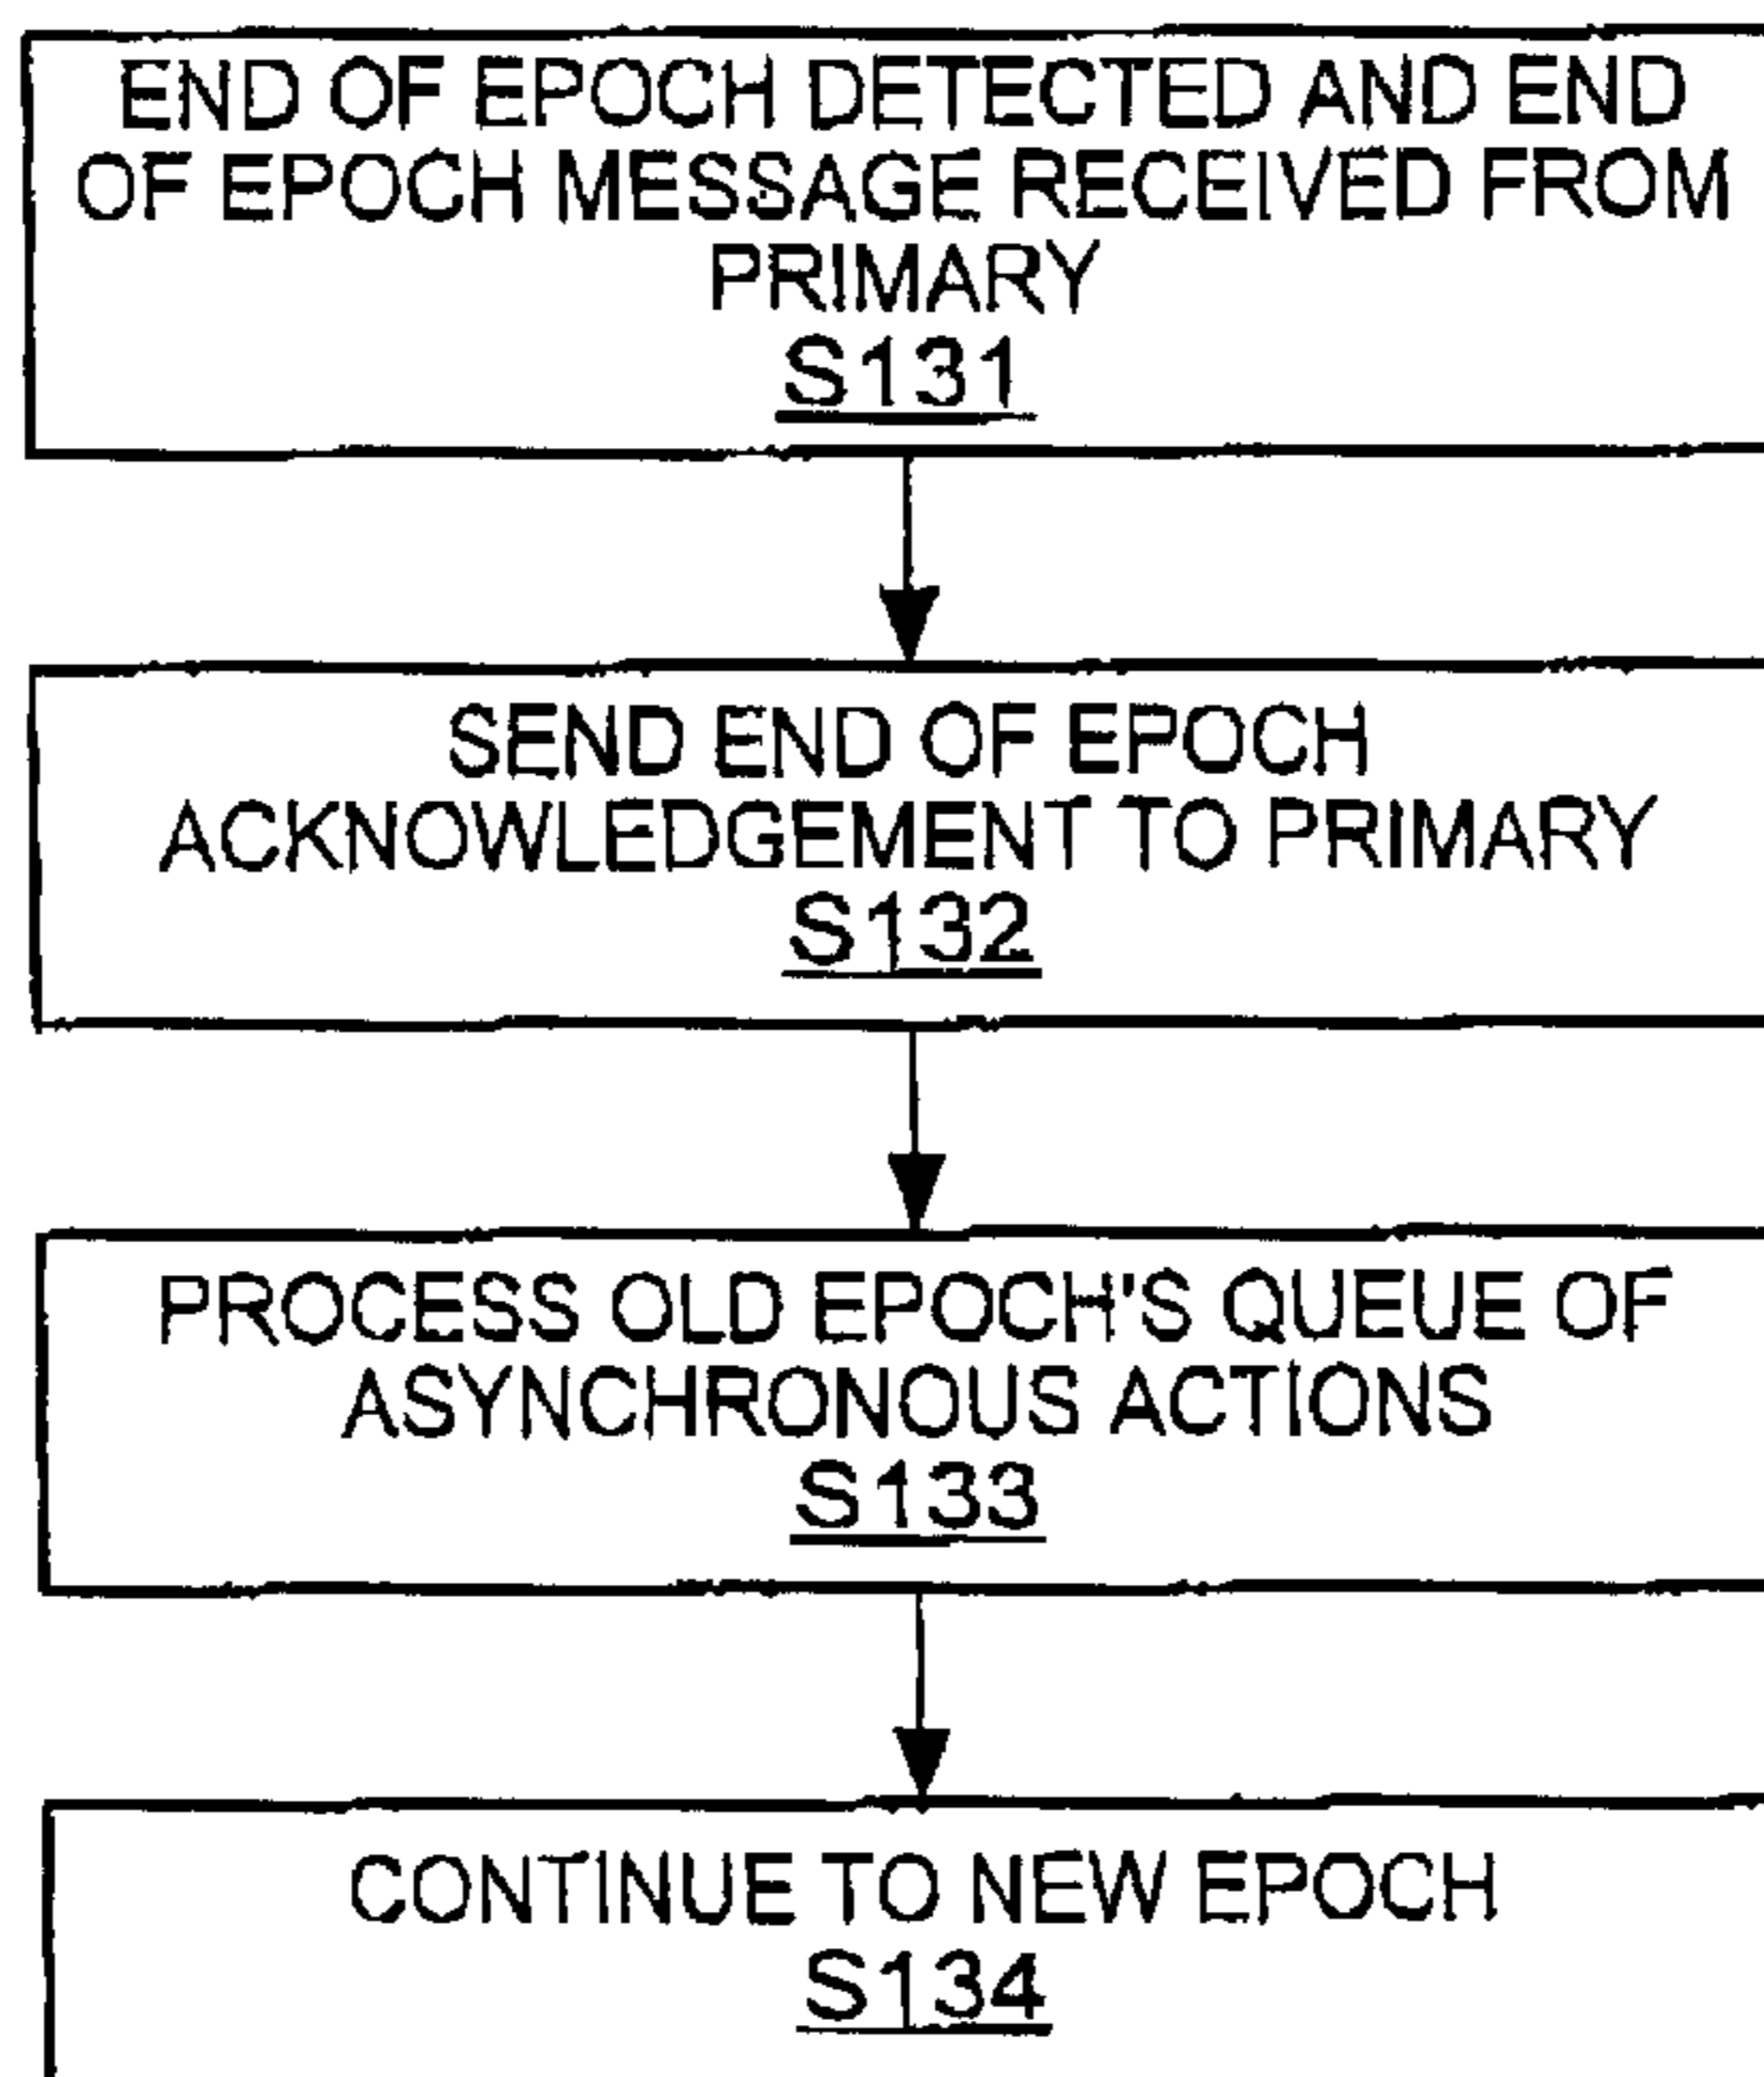 END OF EPOCH DETECTED AND END
OF EPOCH MESSAGE RECEIVED FROM
PRIMARY
S131
SEND END OF EPOCH
ACKNOWLEDGEMENT TO PRIMARY
S132
PROCESS OLD EPOCH'S QUEUE OF
ASYNCHRONOUS ACTIONS
S133
CONTINUE TO NEW EPOCH
S134